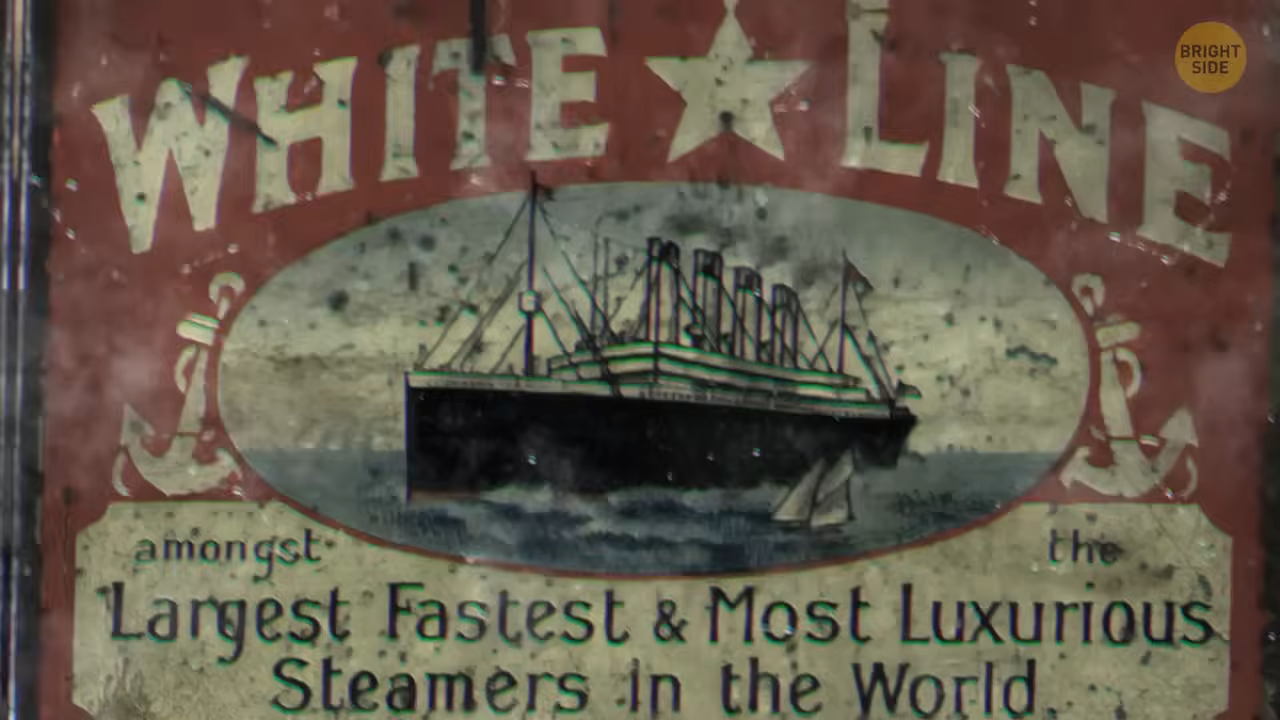 WHITE ★ LINE
BRIGHT
SIDE
amongst the
Largest Fastest & Most Luxurious
Steamers in the World.